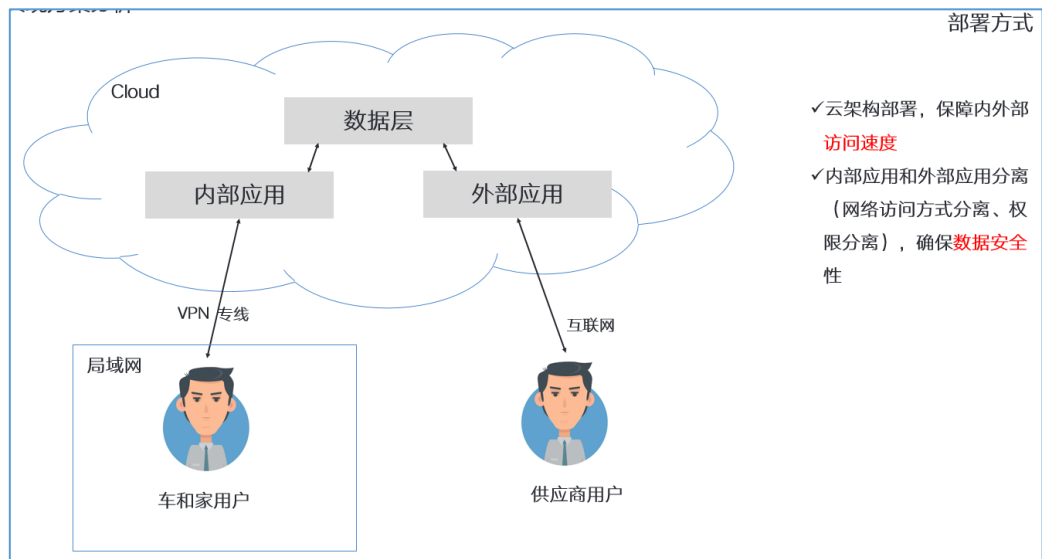 部署方式
Cloud
数据层
内部应用
外部应用
✓云架构部署，保障内外部
访问速度
✓内部应用和外部应用分离
（网络访问方式分离、权
限分离），确保数据安全
性
VPN 专线
互联网
局域网
车和家用户
供应商用户